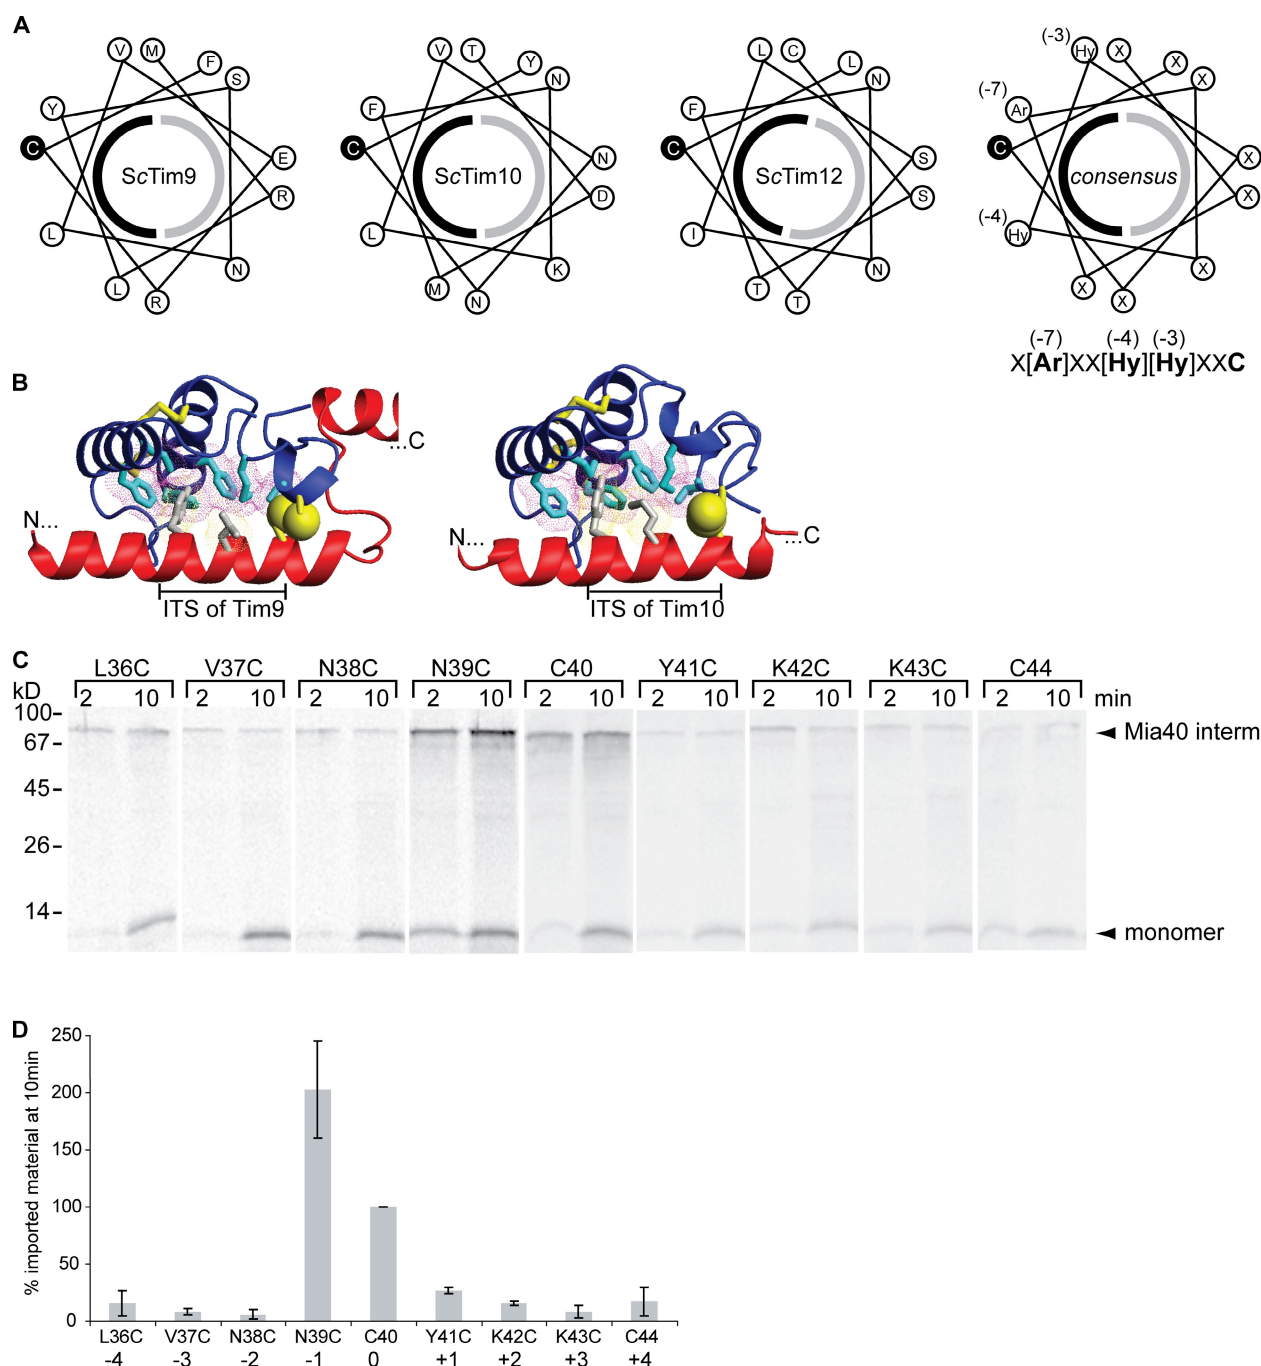 A
V M F S Y C E R L N L R
ScTim9
V T Y N F C N D L K M N
ScTim10
L C L N F C S S I N T T
ScTim12
(-3) Hy X X X (-7) Ar C X X (-4) Hy X X X
consensus
(-7) (-4) (-3)
X[Ar]XX[Hy][Hy]XXC
B
N... ...C
ITS of Tim9
N... ...C
ITS of Tim10
C
L36C V37C N38C N39C C40 Y41C K42C K43C C44
kD 2 10 2 10 2 10 2 10 2 10 2 10 2 10 2 10 2 10 min
100
67
45
26
14
Mia40 interm
monomer
D
% imported material at 10min
250
200
150
100
50
0
L36C V37C N38C N39C C40 Y41C K42C K43C C44
-4 -3 -2 -1 0 +1 +2 +3 +4